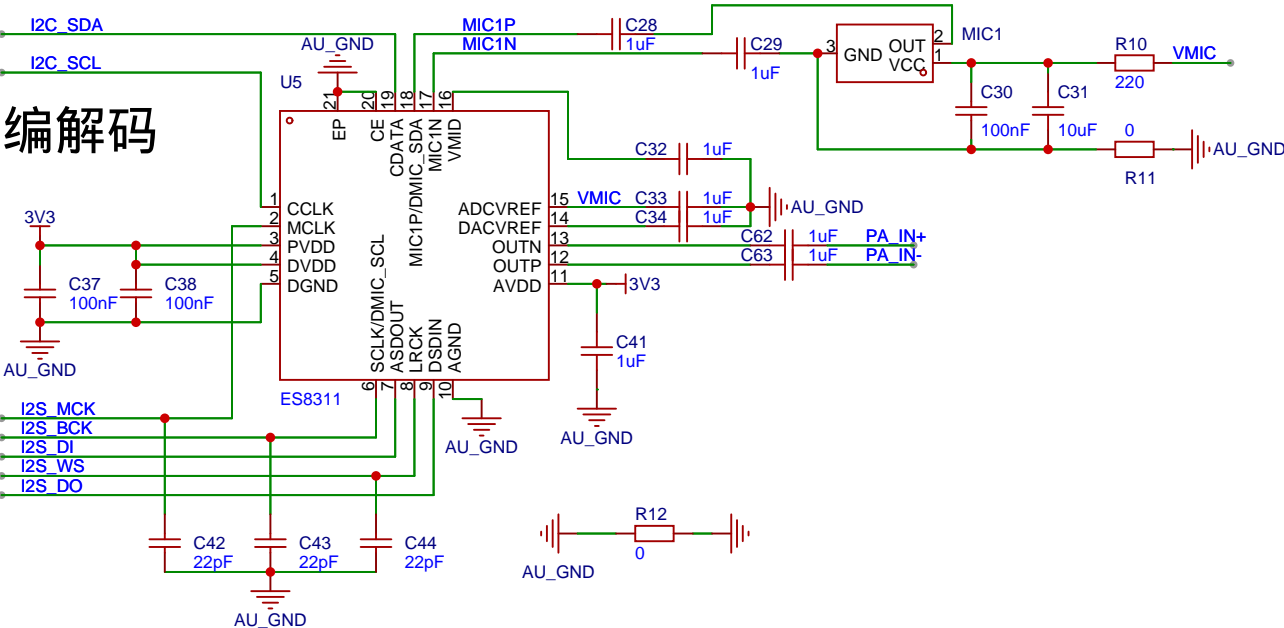 I2C_SDA
I2C_SCL
编解码
AU_GND
U5
MIC1P
MIC1N
C28
1uF
C29
1uF
3
GND
OUT
VCC
2
1
MIC1
R10
220
VMIC
C30
100nF
C31
10uF
0
R11
AU_GND
21
20
19
18
17
16
EP
CE
CDATA
MIC1P/DMIC_SDA
MIC1N
VMID
1
2
3
4
5
CCLK
MCLK
PVDD
DVDD
DGND
ADCVREF
DACVREF
OUTN
OUTP
AVDD
15
14
13
12
11
VMIC
C32
1uF
C33
1uF
C34
1uF
AU_GND
C62
1uF
PA_IN+
C63
1uF
PA_IN-
3V3
C41
1uF
AU_GND
3V3
C37
100nF
C38
100nF
AU_GND
SCLK/DMIC_SCL
ASDOUT
LRCK
DSDIN
AGND
6
7
8
9
10
ES8311
AU_GND
I2S_MCK
I2S_BCK
I2S_DI
I2S_WS
I2S_DO
C42
22pF
C43
22pF
C44
22pF
AU_GND
R12
0
AU_GND